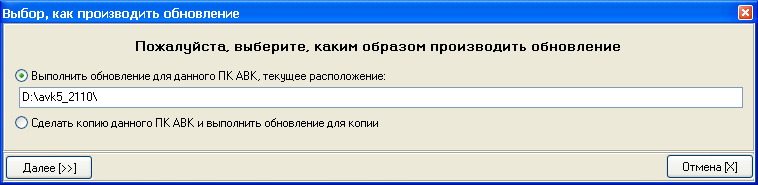 Выбор, как производить обновление
Пожалуйста, выберите, каким образом производить обновление
Выполнить обновление для данного ПК АВК, текущее расположение:
D:\avk5_2110\
Сделать копию данного ПК АВК и выполнить обновление для копии
Далее [>>]
Отмена [X]